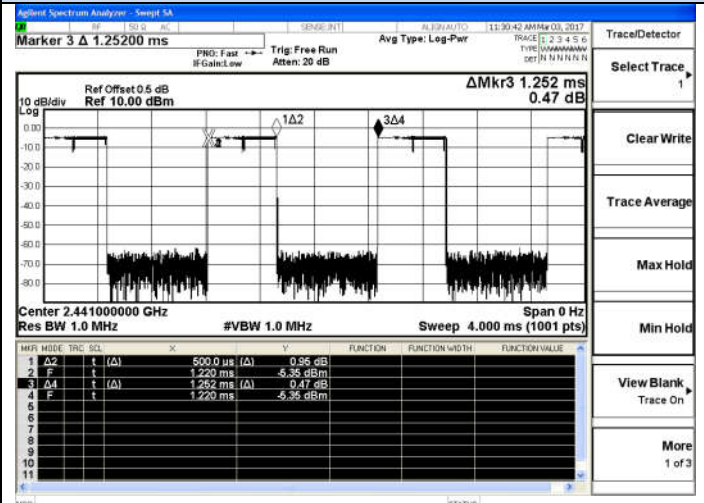 Agilent Spectrum Analyzer - Swept SA
RF 50 Ω AC SENSE:INT ALIGN AUTO 11:30:42 AM Mar 03, 2017
Marker 3 Δ 1.25200 ms
Avg Type: Log-Pwr
TRACE 1 2 3 4 5 6
TYPE
DET N N N N N N
PNO: Fast
IFGain:Low
Trig: Free Run
Atten: 20 dB
Trace/Detector
Select Trace
1
Clear Write
Trace Average
Max Hold
Min Hold
View Blank
Trace On
More
1 of 3
ΔMkr3 1.252 ms
0.47 dB
Ref Offset 0.5 dB
Ref 10.00 dBm
10 dB/div
Log
1Δ2
3Δ4
0.00
-10.0
-20.0
-30.0
-40.0
-50.0
-60.0
-70.0
-80.0
Center 2.441000000 GHz
Span 0 Hz
Res BW 1.0 MHz
#VBW 1.0 MHz
Sweep 4.000 ms (1001 pts)
MKR MODE TRC SCL X Y FUNCTION FUNCTION WIDTH FUNCTION VALUE
1 Δ2 t (Δ) 500.0 µs (Δ) 0.95 dB
2 F t 1.220 ms -5.35 dBm
3 Δ4 t (Δ) 1.252 ms (Δ) 0.47 dB
4 F t 1.220 ms -5.35 dBm
5
6
7
8
9
10
11
MSG STATUS